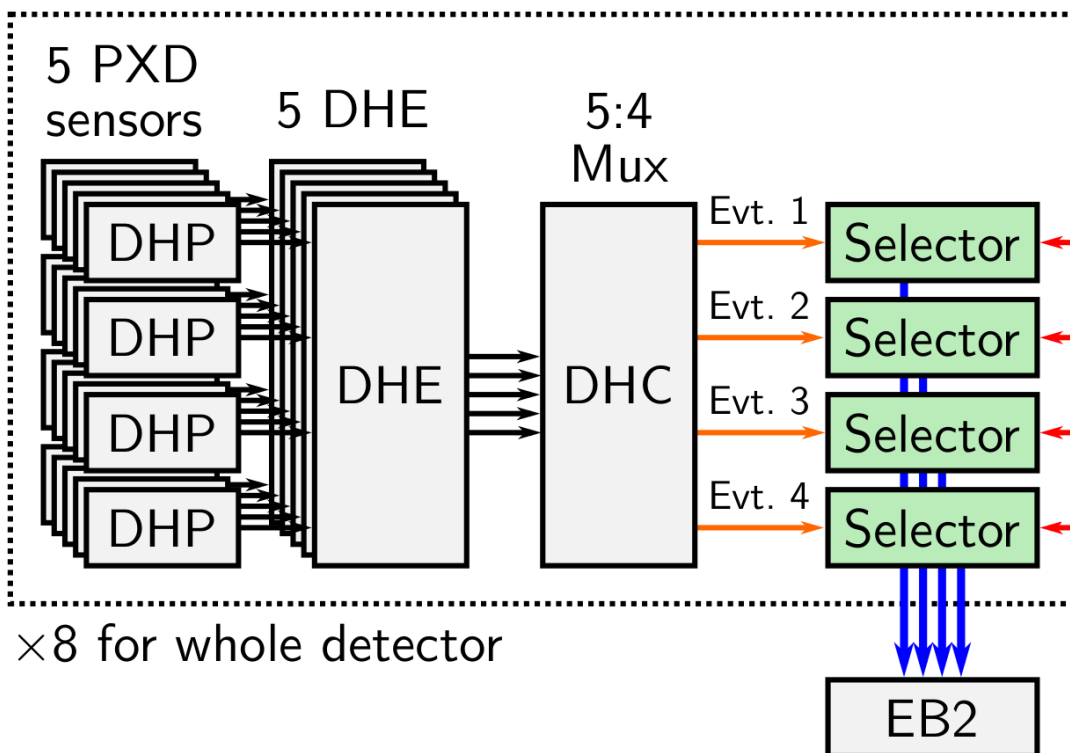 5 PXD
sensors
5 DHE
5:4
Mux
DHP
DHP
DHP
DHP
DHE
DHC
Evt. 1
Evt. 2
Evt. 3
Evt. 4
Selector
Selector
Selector
Selector
×8 for whole detector
EB2